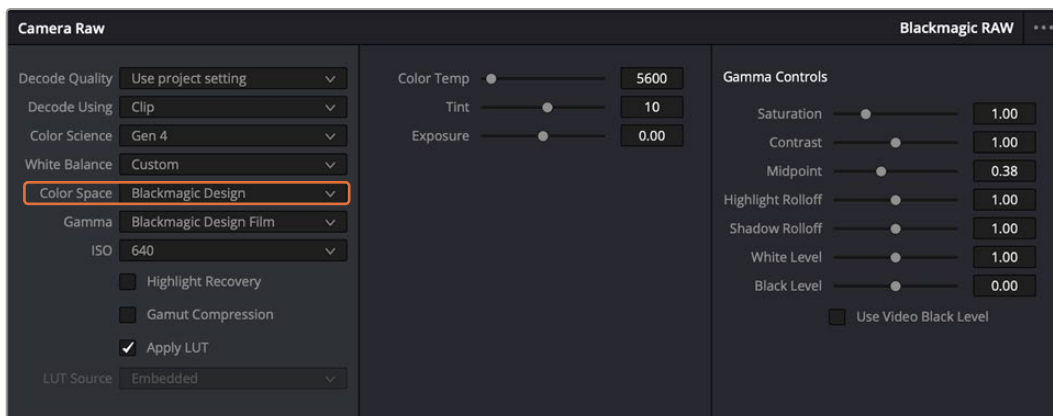 Camera Raw
Blackmagic RAW
Decode Quality Use project setting
Decode Using Clip
Color Science Gen 4
White Balance Custom
Color Space Blackmagic Design
Gamma Blackmagic Design Film
ISO 640
Highlight Recovery
Gamut Compression
Apply LUT
LUT Source Embedded
Color Temp 5600
Tint 10
Exposure 0.00
Gamma Controls
Saturation 1.00
Contrast 1.00
Midpoint 0.38
Highlight Rolloff 1.00
Shadow Rolloff 1.00
White Level 1.00
Black Level 0.00
Use Video Black Level